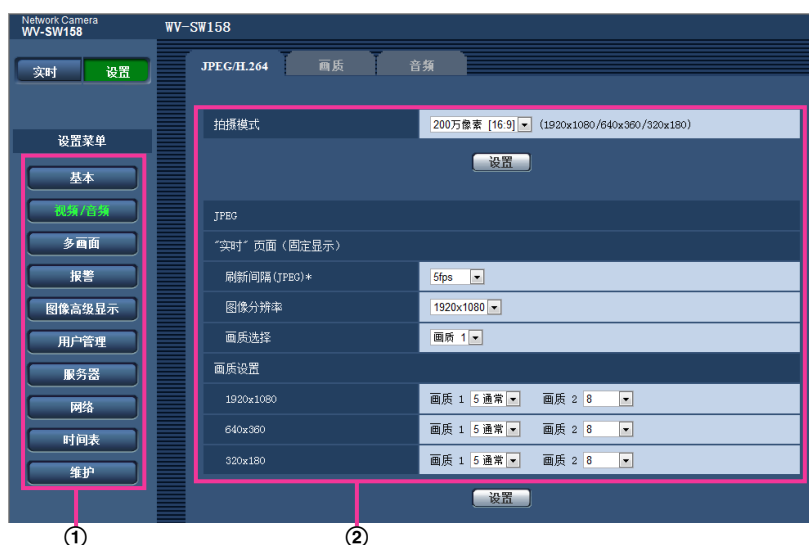 Network Camera
WV-SW158
WV-SW158
实时 设置
JPEG/H.264 画质 音频
设置菜单
基本
视频/音频
多画面
报警
图像高级显示
用户管理
服务器
网络
时间表
维护
①
拍摄模式 200万像素 [16:9] (1920x1080/640x360/320x180)
设置
JPEG
"实时" 页面（固定显示）
刷新间隔(JPEG)* 5fps
图像分辨率 1920x1080
画质选择 画质 1
画质设置
1920x1080 画质 1 5 通常 画质 2 8
640x360 画质 1 5 通常 画质 2 8
320x180 画质 1 5 通常 画质 2 8
设置
②